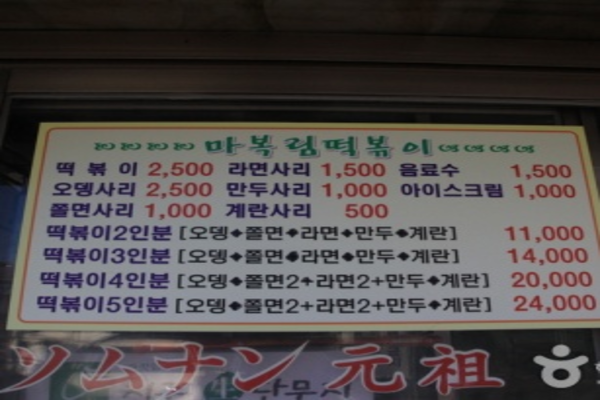 마복림떡볶이
떡 볶 이 2,500 라면사리 1,500 음료수 1,500
오뎅사리 2,500 만두사리 1,000 아이스크림 1,000
쫄면사리 1,000 계란사리 500
떡볶이2인분 [오뎅+쫄면+라면+만두+계란] 11,000
떡볶이3인분 [오뎅+쫄면+라면+만두+계란] 14,000
떡볶이4인분 [오뎅+쫄면2+라면2+만두+계란] 20,000
떡볶이5인분 [오뎅+쫄면2+라면2+만두+계란] 24,000
ソムナン 元祖